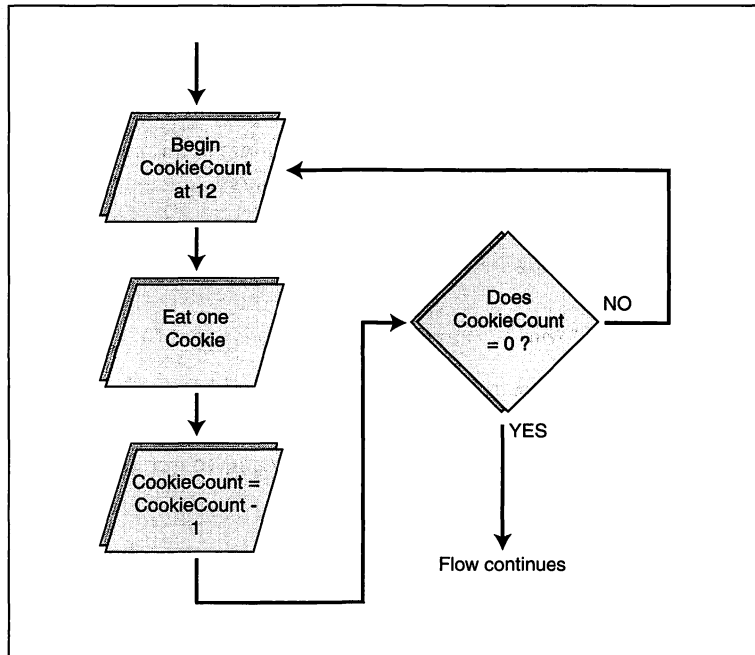 Begin
CookieCount
at 12
Eat one
Cookie
CookieCount =
CookieCount -
1
Does
CookieCount
= 0 ?
NO
YES
Flow continues